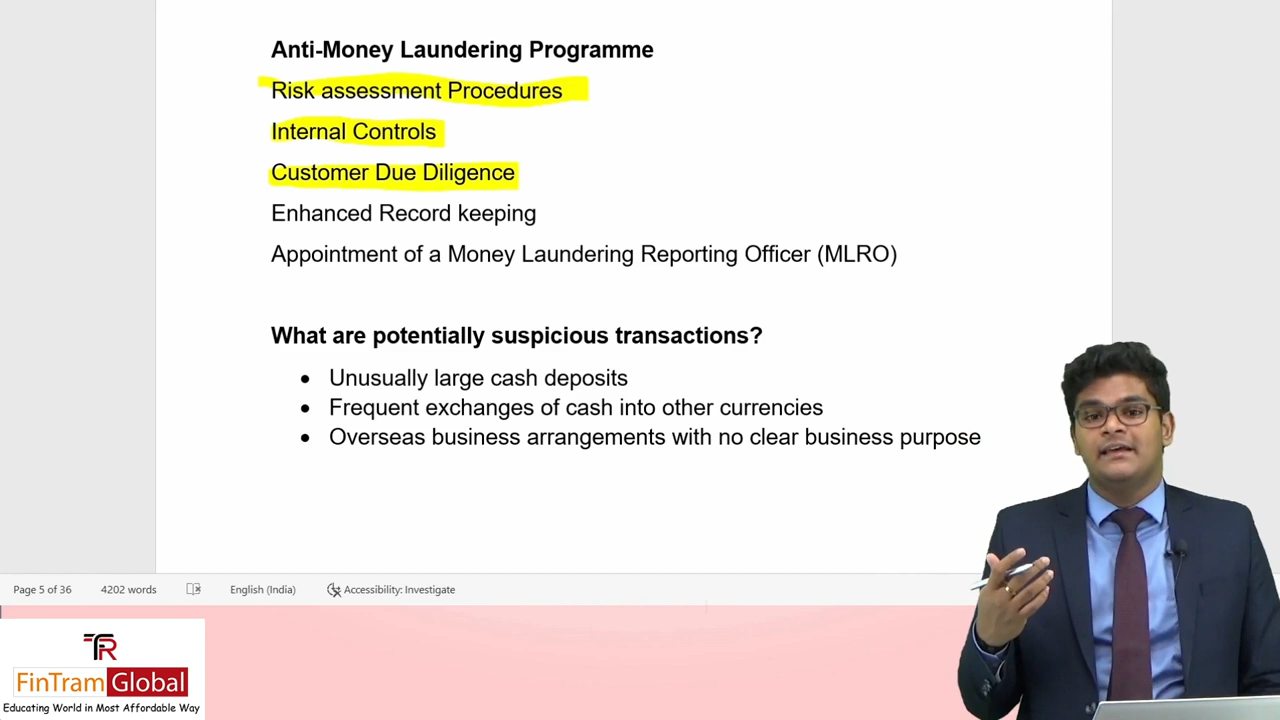 Anti-Money Laundering Programme
Risk assessment Procedures
Internal Controls
Customer Due Diligence
Enhanced Record keeping
Appointment of a Money Laundering Reporting Officer (MLRO)
What are potentially suspicious transactions?
• Unusually large cash deposits
• Frequent exchanges of cash into other currencies
• Overseas business arrangements with no clear business purpose
Page 5 of 36 4202 words English (India) Accessibility: Investigate
FR
FinTram Global
Educating World in Most Affordable Way